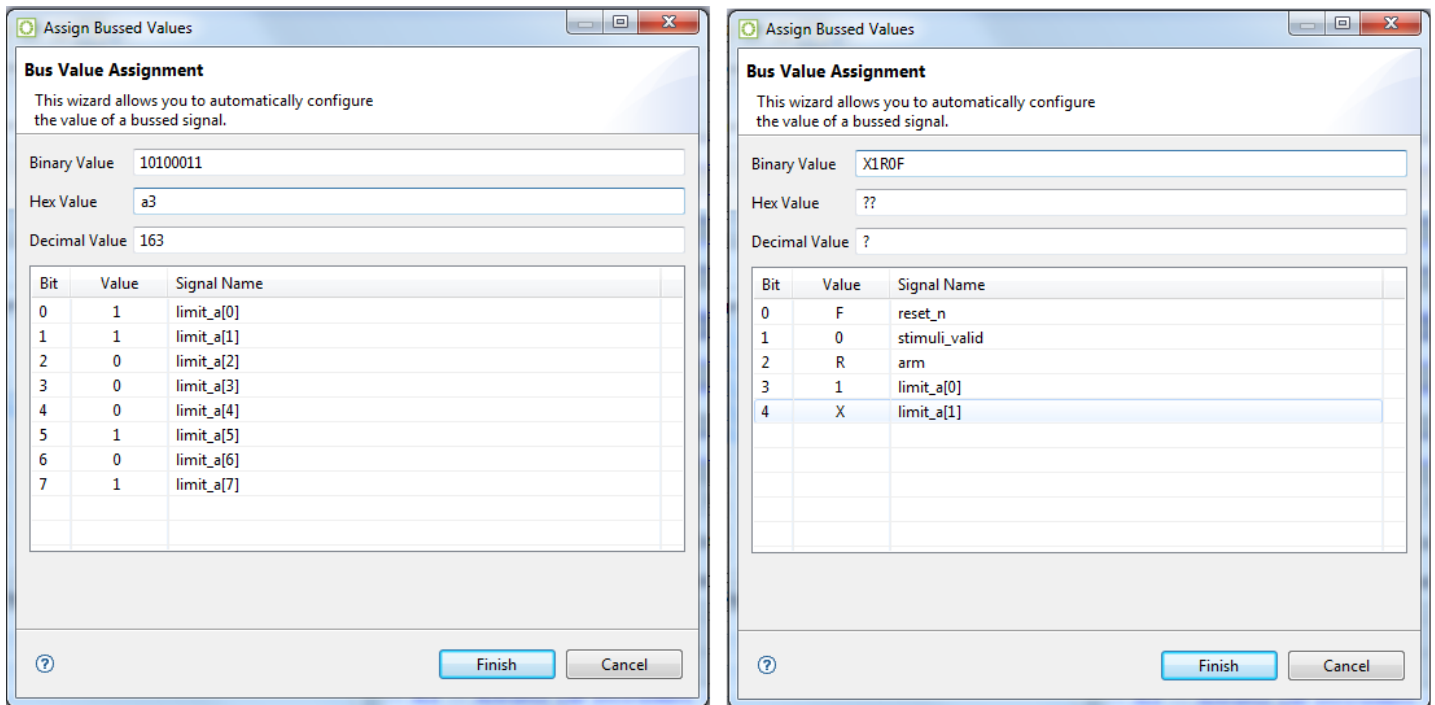 Assign Bussed Values
Bus Value Assignment
This wizard allows you to automatically configure
the value of a bussed signal.
Binary Value 10100011
Hex Value a3
Decimal Value 163
Bit Value Signal Name
0 1 limit_a[0]
1 1 limit_a[1]
2 0 limit_a[2]
3 0 limit_a[3]
4 0 limit_a[4]
5 1 limit_a[5]
6 0 limit_a[6]
7 1 limit_a[7]
?
Finish Cancel
Assign Bussed Values
Bus Value Assignment
This wizard allows you to automatically configure
the value of a bussed signal.
Binary Value X1R0F
Hex Value ??
Decimal Value ?
Bit Value Signal Name
0 F reset_n
1 0 stimuli_valid
2 R arm
3 1 limit_a[0]
4 X limit_a[1]
?
Finish Cancel